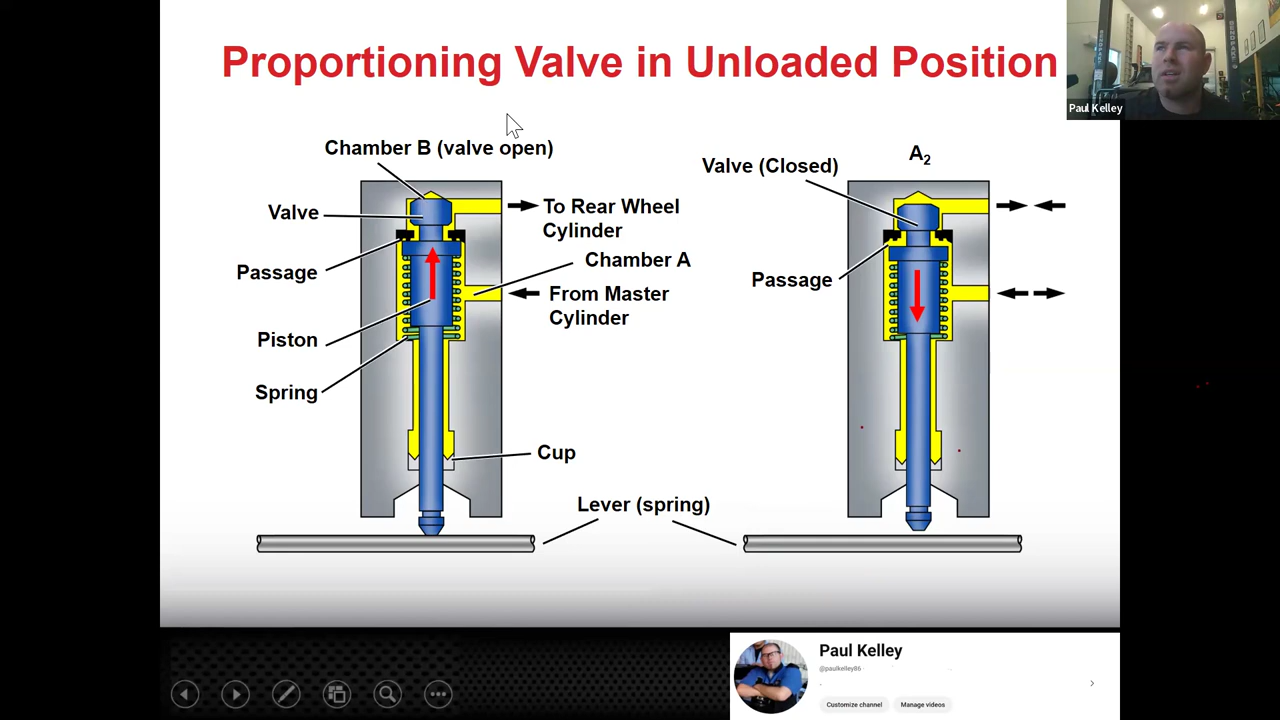 Proportioning Valve in Unloaded Position
Paul Kelley
Chamber B (valve open)
Valve
Passage
Piston
Spring
To Rear Wheel
Cylinder
Chamber A
From Master
Cylinder
Cup
Lever (spring)
Valve (Closed)
A2
Passage
Paul Kelley
@paulkelley86
Customize channel
Manage videos